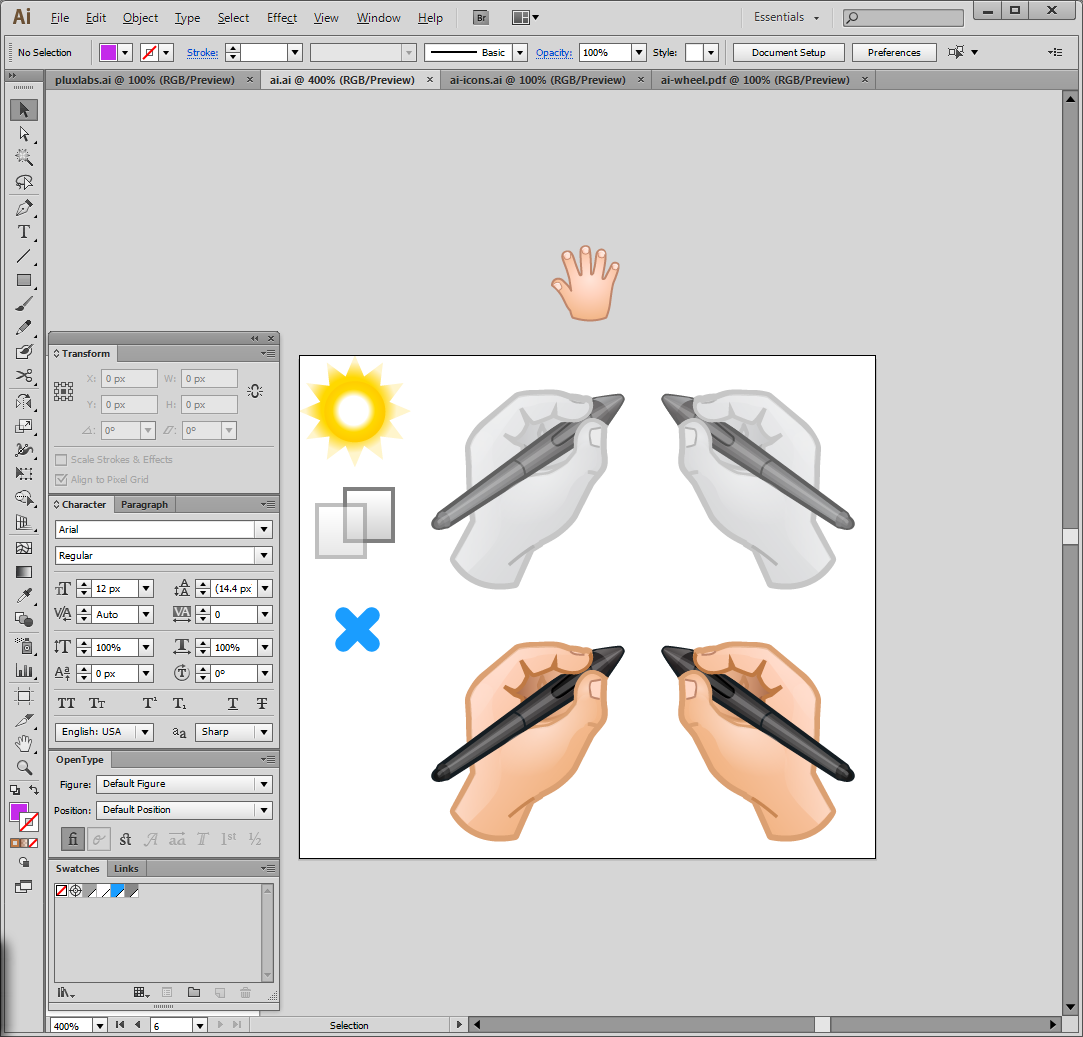 Ai File Edit Object Type Select Effect View Window Help Br Essentials
No Selection Stroke: Basic Opacity: 100% Style: Document Setup Preferences
pluxlabs.ai @ 100% (RGB/Preview) × ai.ai @ 400% (RGB/Preview) × ai-icons.ai @ 100% (RGB/Preview) × ai-wheel.pdf @ 100% (RGB/Preview) ×
Transform
X: 0 px W: 0 px
Y: 0 px H: 0 px
0° 0°
Scale Strokes & Effects
Align to Pixel Grid
Character Paragraph
Arial
Regular
12 px (14.4 px
Auto 0
100% 100%
0 px 0°
TT Tt T¹ T₁ T T
English: USA aa Sharp
OpenType
Figure: Default Figure
Position: Default Position
fi st A aa T 1st ½
Swatches Links
400% 6 Selection